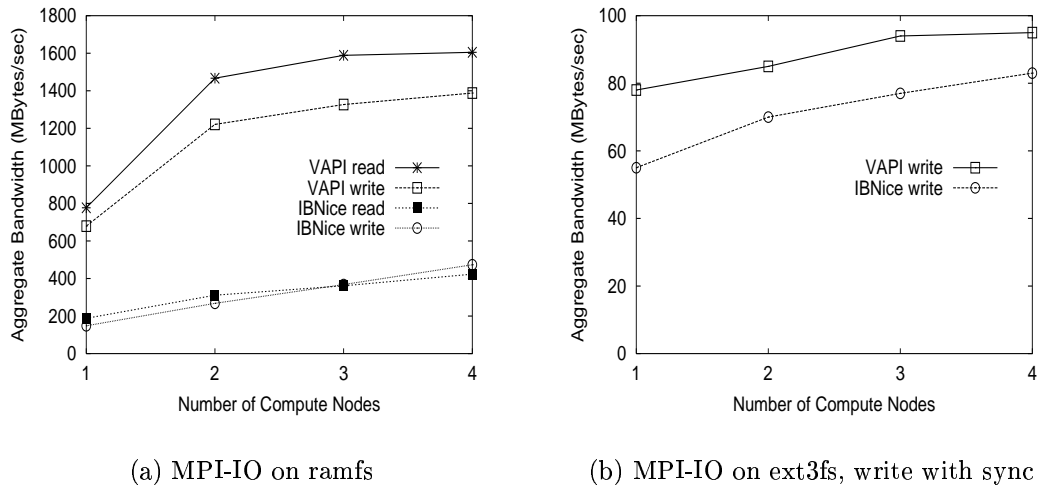 Aggregate Bandwidth (MBytes/sec)
1800
1600
1400
1200
1000
800
600
400
200
0
VAPI read
VAPI write
IBNice read
IBNice write
1 2 3 4
Number of Compute Nodes
(a) MPI-IO on ramfs
Aggregate Bandwidth (MBytes/sec)
100
80
60
40
20
0
VAPI write
IBNice write
1 2 3 4
Number of Compute Nodes
(b) MPI-IO on ext3fs, write with sync